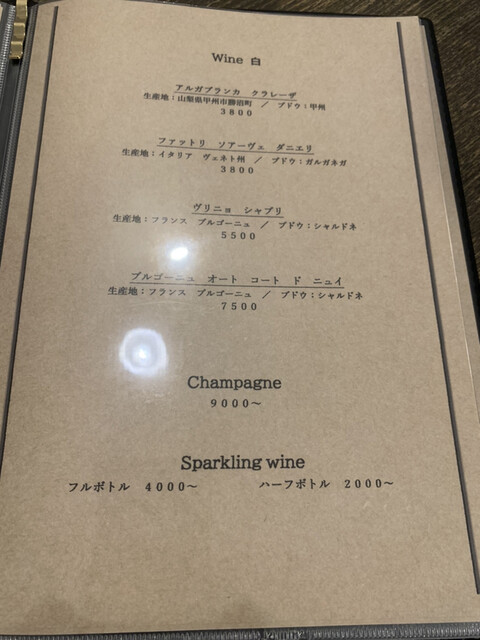 Wine 白
アルガブランカ クラレーザ
生産地：山梨県甲州市勝沼町 ／ ブドウ：甲州
3800
ファットリ ソアーヴェ ダニエリ
生産地：イタリア ヴェネト州 ／ ブドウ：ガルガネガ
3800
ヴリニョ シャブリ
生産地：フランス ブルゴーニュ ／ ブドウ：シャルドネ
5500
ブルゴーニュ オート コート ド ニュイ
生産地：フランス ブルゴーニュ ／ ブドウ：シャルドネ
7500
Champagne
9000～
Sparkling wine
フルボトル 4000～ ハーフボトル 2000～